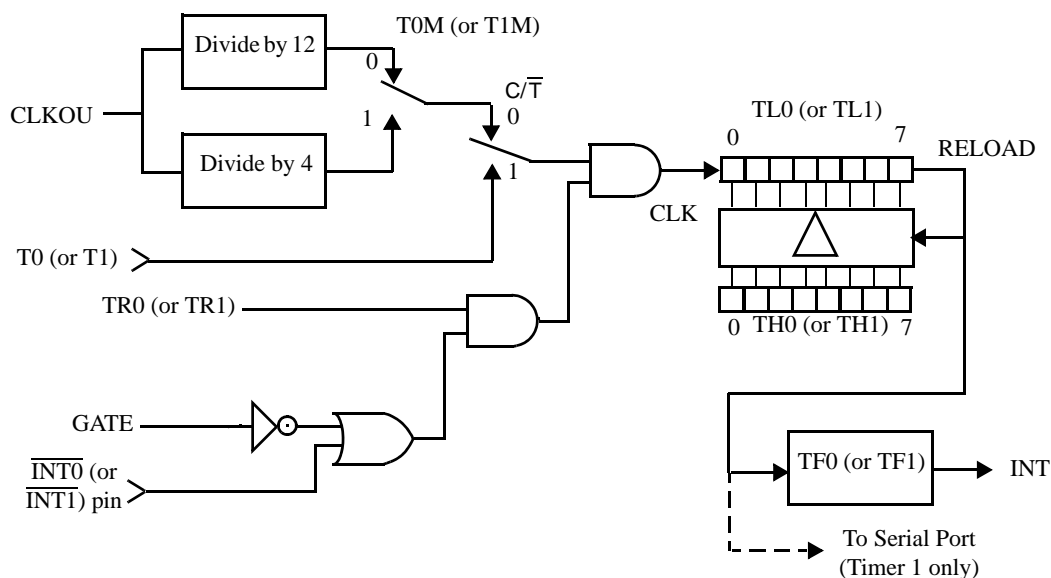 T0M (or T1M)
Divide by 12
0
C/T̅
CLKOU
1
0
TL0 (or TL1)
0
7
RELOAD
Divide by 4
1
CLK
T0 (or T1)
TR0 (or TR1)
0
TH0 (or TH1)
7
GATE
I̅N̅T̅0̅ (or
I̅N̅T̅1̅) pin
TF0 (or TF1)
INT
To Serial Port
(Timer 1 only)